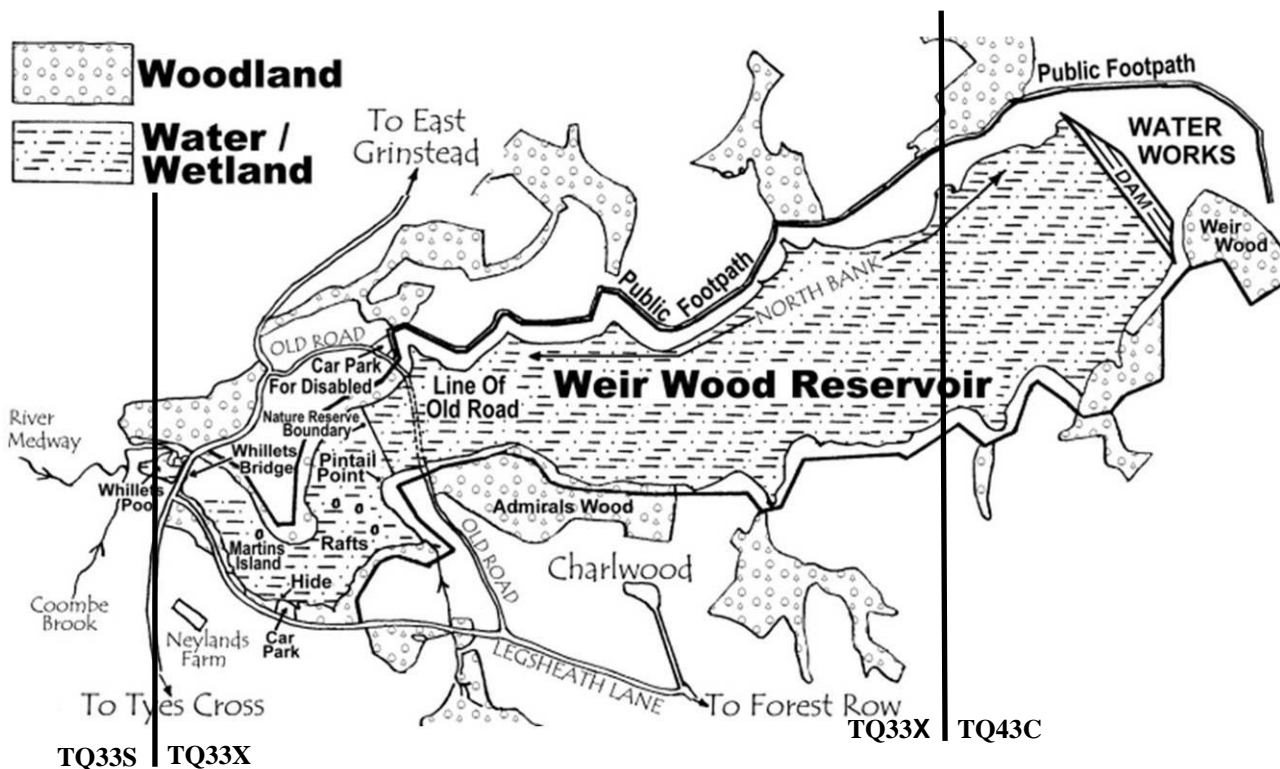 Woodland
Water /
Wetland
To East
Grinstead
Public Footpath
WATER
WORKS
DAM
Weir
Wood
Public Footpath
NORTH BANK
OLD ROAD
Car Park
For Disabled
Line Of
Old Road
Weir Wood Reservoir
Nature Reserve
Boundary
River
Medway
Whillets
Bridge
Pintail
Point
Whillets
Pool
Admirals Wood
Martins
Island
Rafts
OLD ROAD
Charlwood
Hide
Coombe
Brook
Neylands
Farm
Car
Park
LEGSHEATH LANE
To Tyes Cross
To Forest Row
TQ33X TQ43C
TQ33S TQ33X